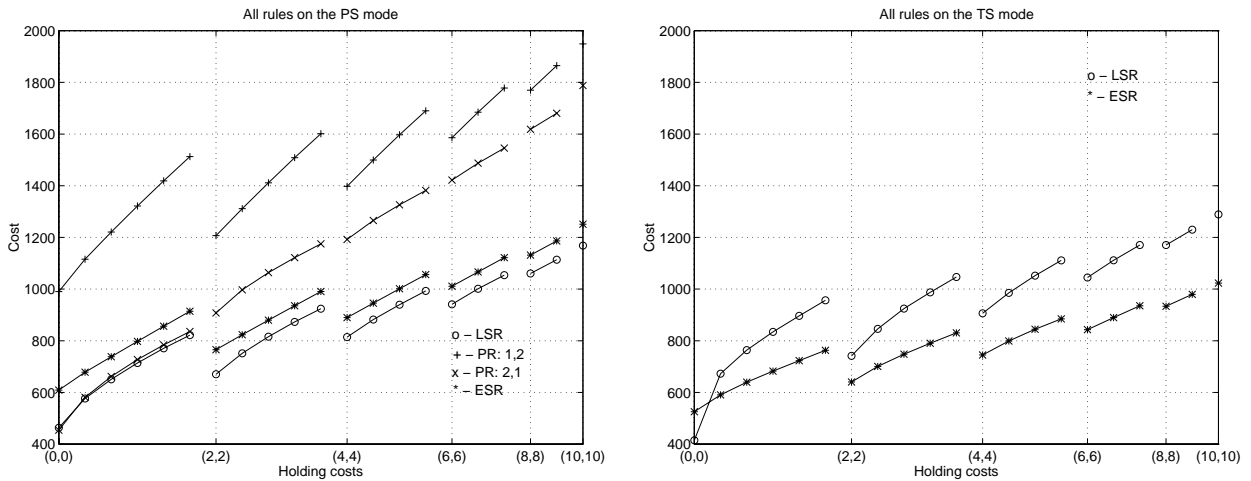 All rules on the PS mode
2000
1800
1600
1400
1200
1000
800
600
400
Cost
o – LSR
+ – PR: 1,2
x – PR: 2,1
* – ESR
(0,0)
(2,2)
(4,4)
(6,6)
(8,8)
(10,10)
Holding costs
All rules on the TS mode
2000
1800
1600
1400
1200
1000
800
600
400
Cost
o – LSR
* – ESR
(0,0)
(2,2)
(4,4)
(6,6)
(8,8)
(10,10)
Holding costs